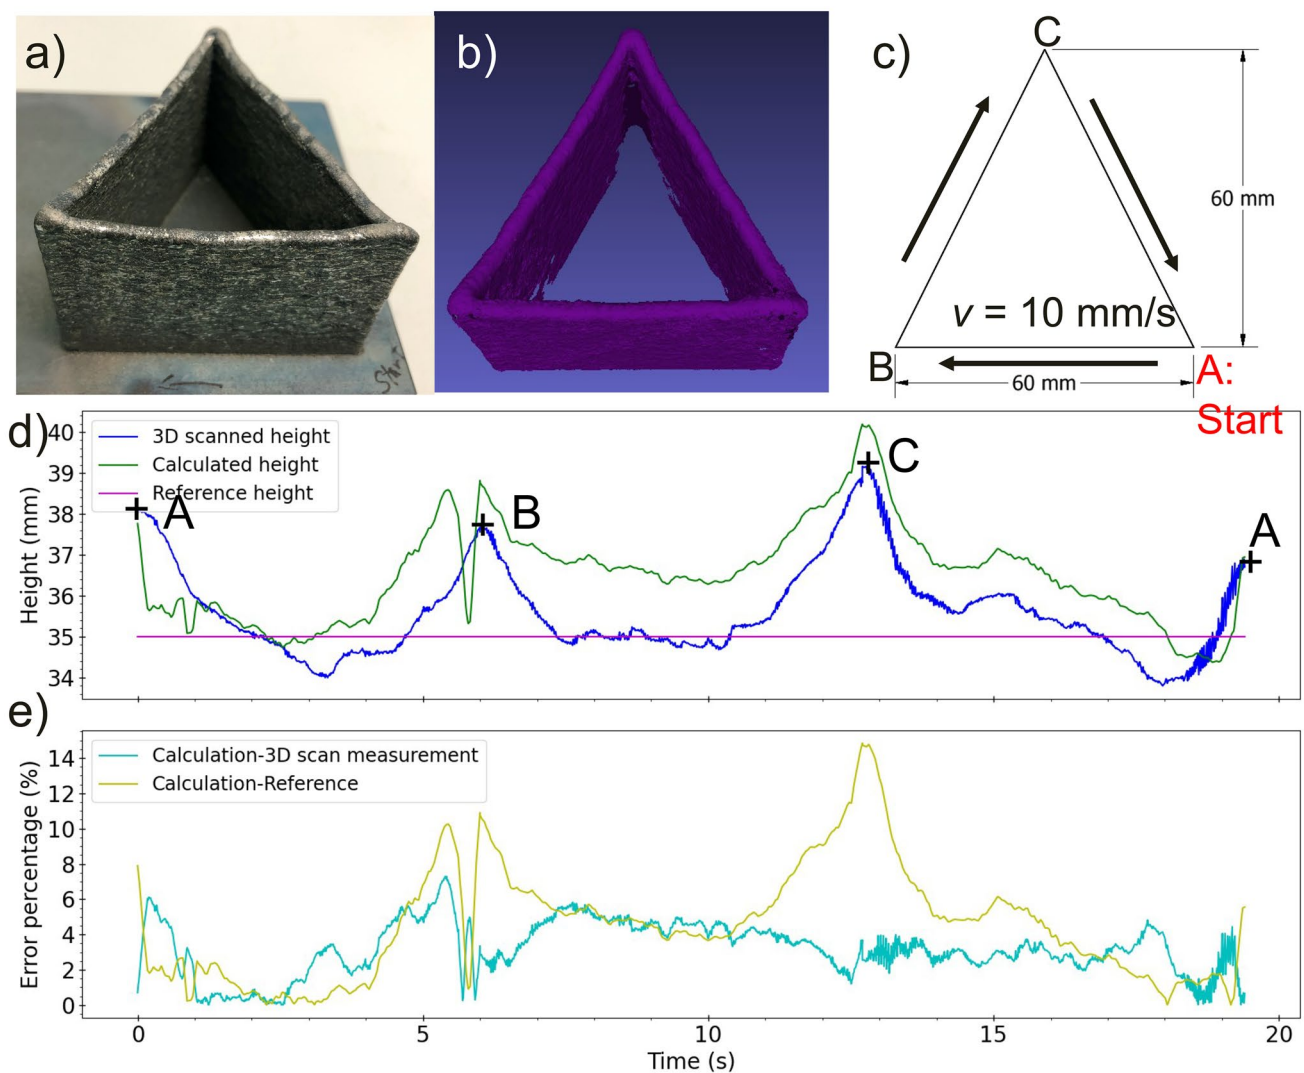 a)
b)
c)
C
60 mm
v = 10 mm/s
B
60 mm
A:
Start
d)
3D scanned height
Calculated height
Reference height
A
B
C
A
Height (mm)
40
39
38
37
36
35
34
e)
Calculation-3D scan measurement
Calculation-Reference
Error percentage (%)
14
12
10
8
6
4
2
0
0 5 10 15 20
Time (s)